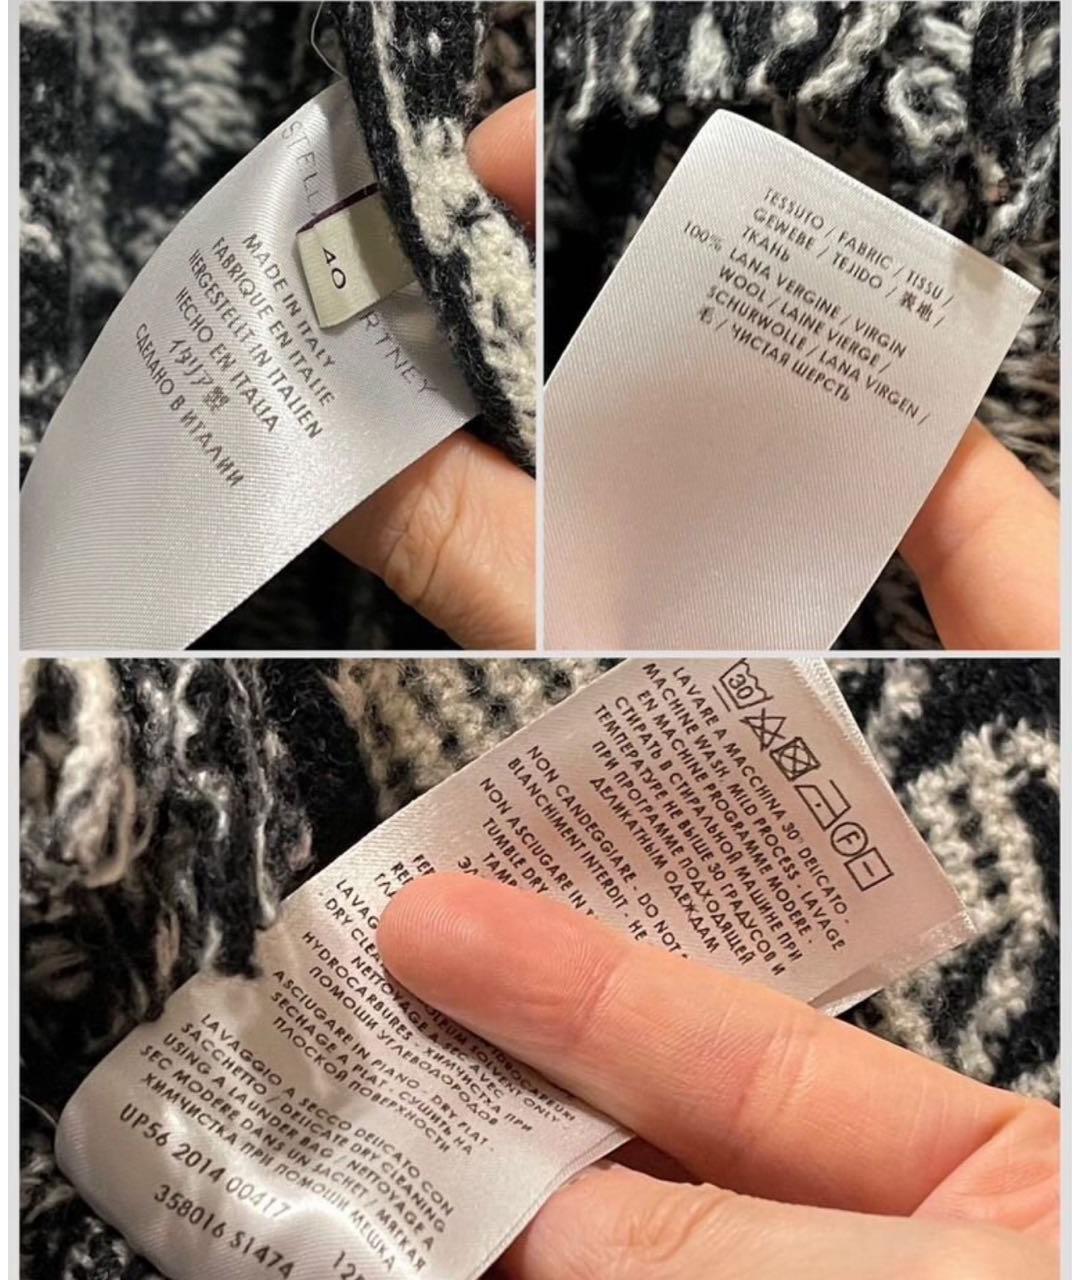 STELL
RTNEY
40
MADE IN ITALY
FABRIQUE EN ITALIE
HERGESTELLT IN ITALIEN
HECHO EN ITALIA
イタリア製
СДЕЛАНО В ИТАЛИИ
TESSUTO / FABRIC / TISSU /
GEWEBE / TEJIDO / 表地 /
ТКАНЬ
100% LANA VERGINE / VIRGIN
WOOL / LAINE VIERGE /
SCHURWOLLE / LANA VIRGEN /
毛 / ЧИСТАЯ ШЕРСТЬ
30
F
LAVARE A MACCHINA 30° DELICATO -
MACHINE WASH, MILD PROCESS - LAVAGE
EN MACHINE PROGRAMME MODERE -
СТИРАТЬ В СТИРАЛЬНОЙ МАШИНЕ ПРИ
ТЕМПЕРАТУРЕ НЕ ВЫШЕ 30 ГРАДУСОВ И
ПРИ ПРОГРАММЕ ПОДХОДЯЩЕЙ
ДЕЛИКАТНЫМ ОДЕЖДАМ
NON CANDEGGIARE - DO NOT
BLANCHIMENT INTERDIT - НЕ
NON ASCIUGARE IN
TUMBLE DRY
LAVAG
DRY CLEA
NETTOYAGE A SEC AVEC
HYDROCARBURES - ХИМЧИСТКА ПРИ
ПОМОЩИ УГЛЕВОДОРОДОВ
ASCIUGARE IN PIANO - DRY FLAT -
SECHAGE A PLAT - СУШИТЬ НА
ПЛОСКОЙ ПОВЕРХНОСТИ
LAVAGGIO A SECCO DELICATO CON
SACCHETTO / DELICATE DRY CLEANING
USING A LAUNDER BAG / NETTOYAGE A
SEC MODERE DANS UN SACHET / МЯГКАЯ
ХИМЧИСТКА ПРИ ПОМОЩИ МЕШКА
UP56 2014 00417
358016 S1474